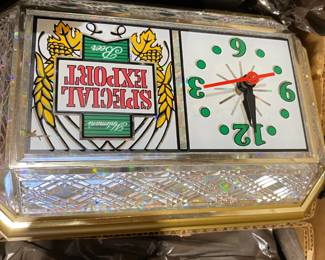 Heileman's
SPECIAL
EXPORT
Beer
12
3
6
9